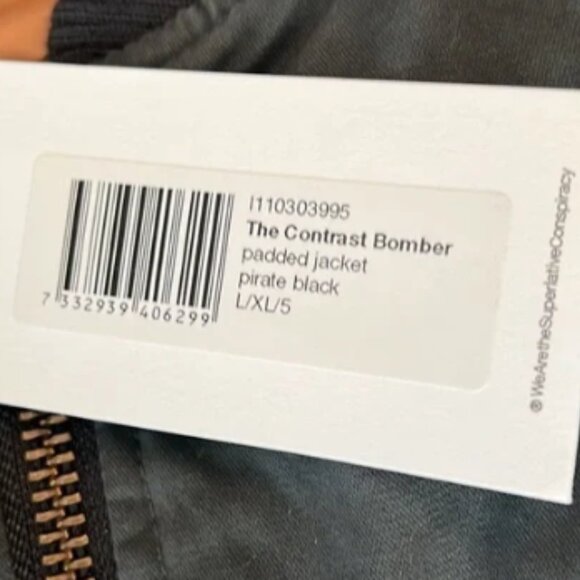 I110303995
The Contrast Bomber
padded jacket
pirate black
L/XL/5
7 332939 406299
® WeAretheSuperlativeConspiracy